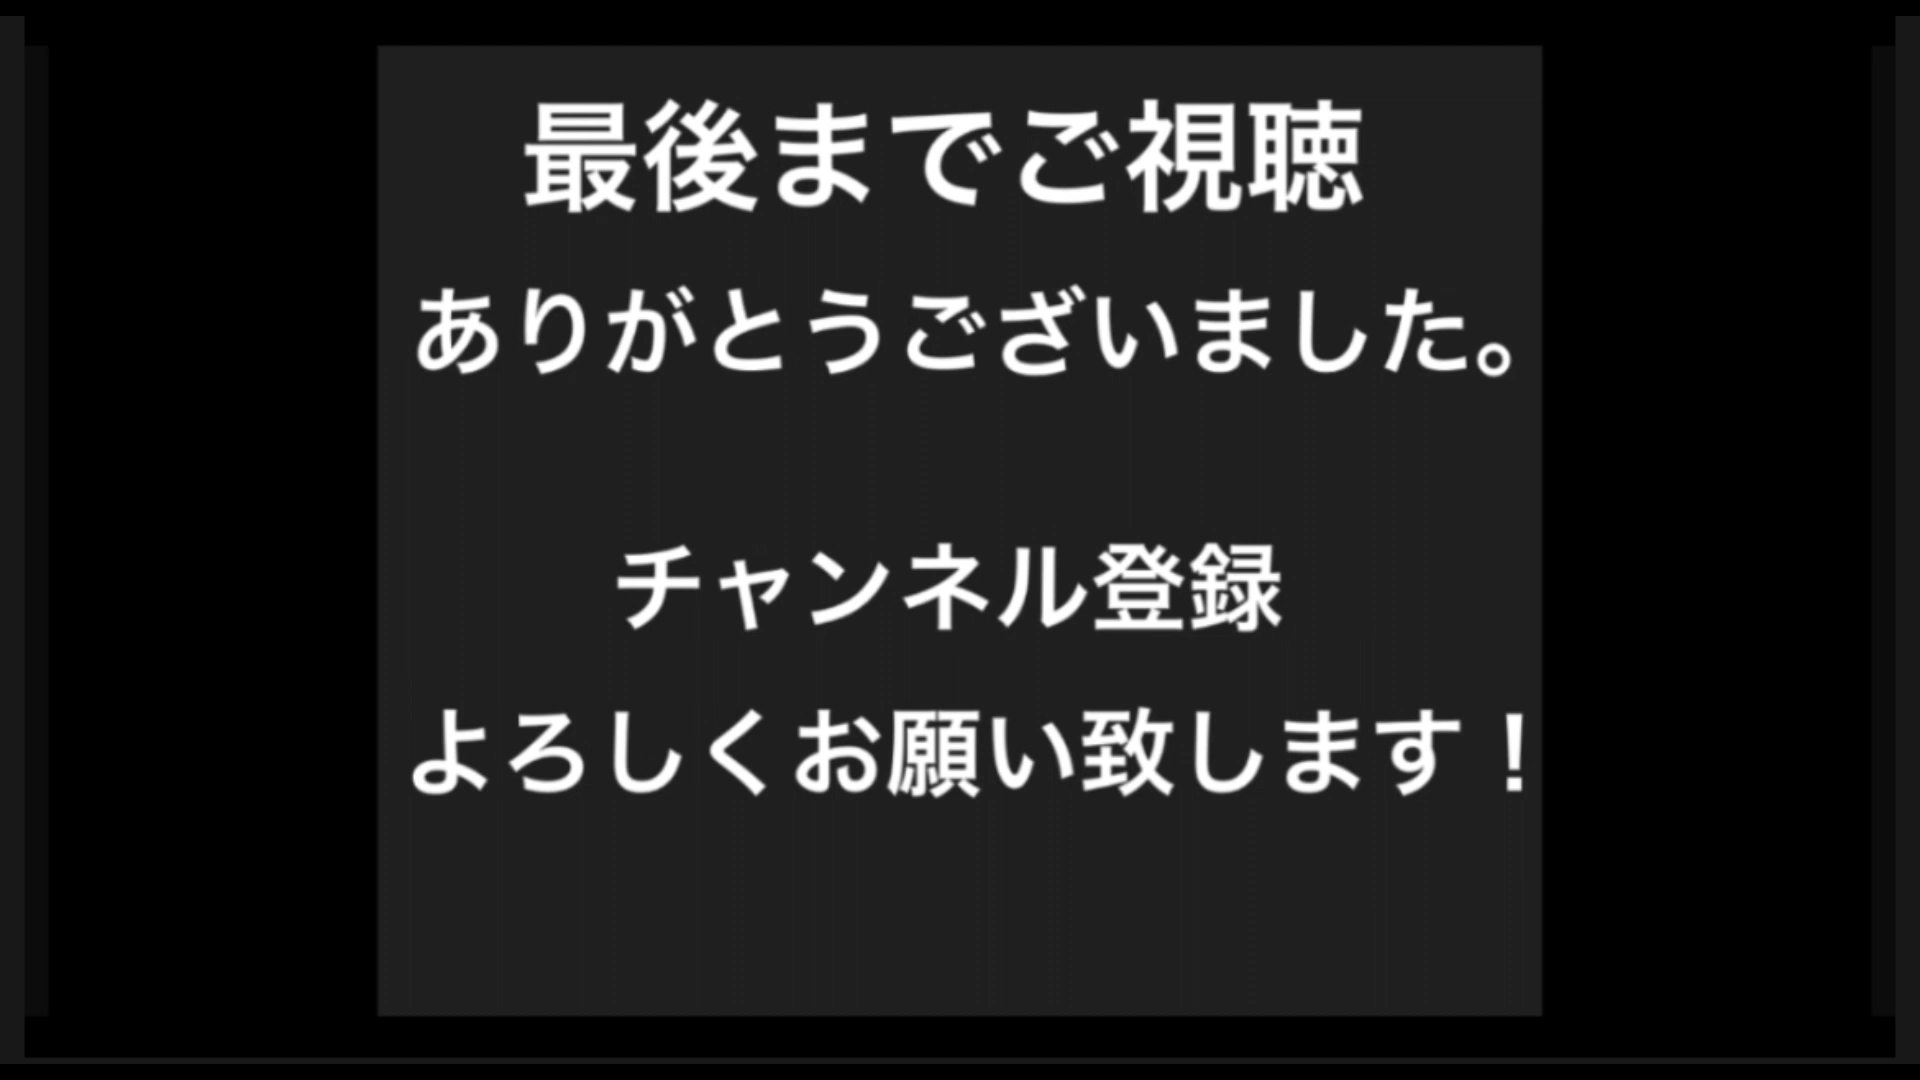 最後までご視聴
ありがとうございました。
チャンネル登録
よろしくお願い致します！